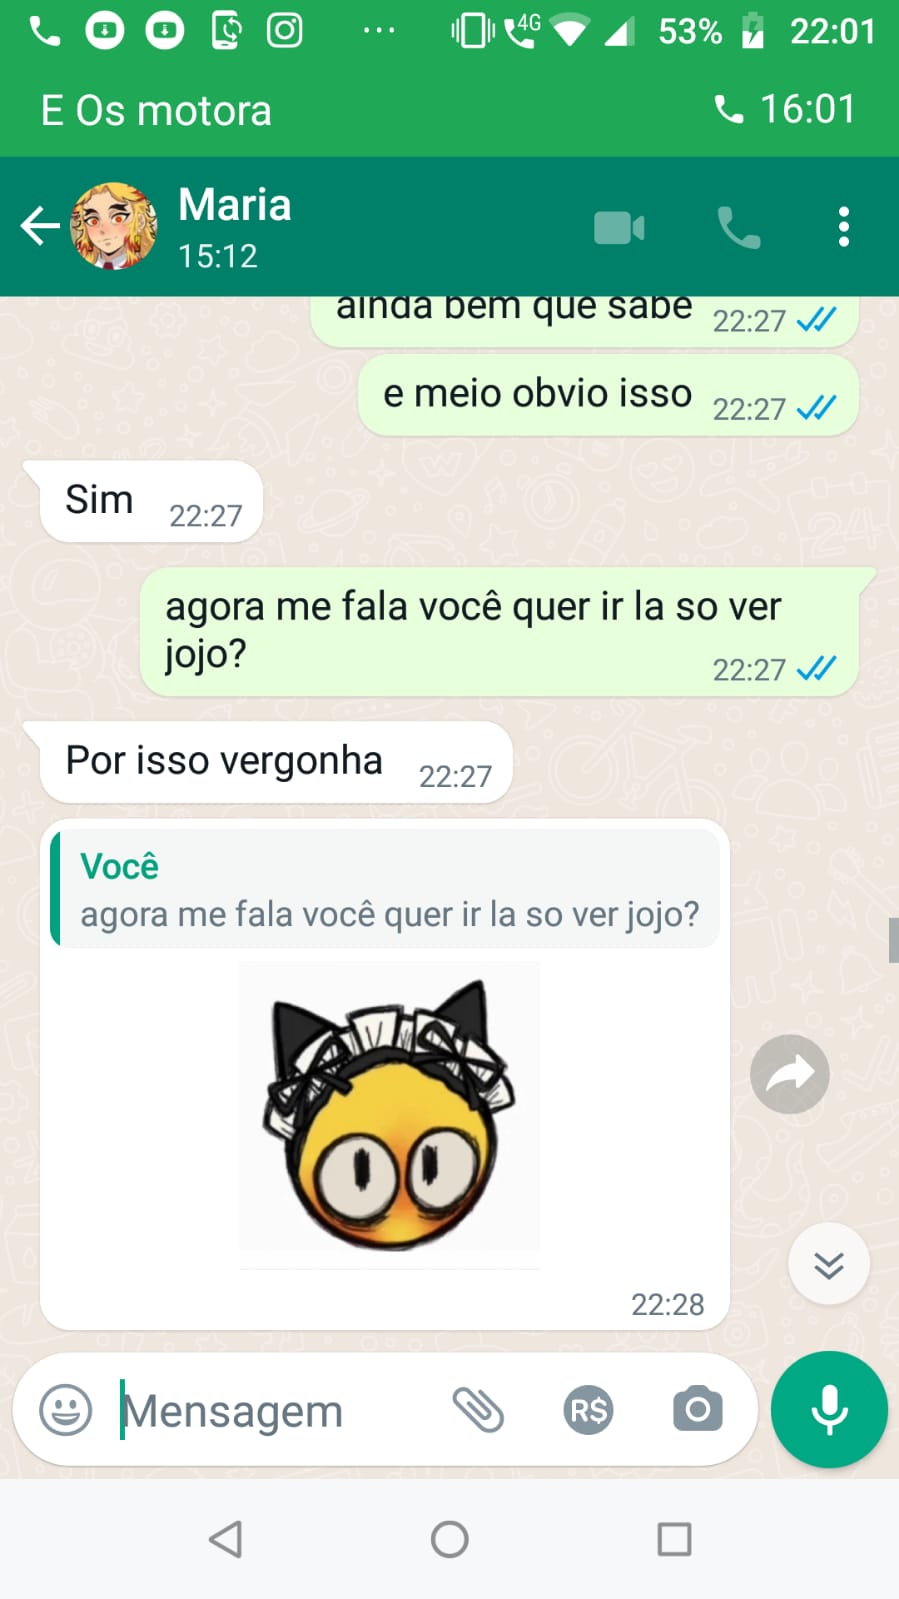 4G 53% 22:01
E Os motora 16:01
Maria
15:12
ainda bem que sabe 22:27
e meio obvio isso 22:27
Sim 22:27
agora me fala você quer ir la so ver
jojo? 22:27
Por isso vergonha 22:27
Você
agora me fala você quer ir la so ver jojo?
22:28
Mensagem R$